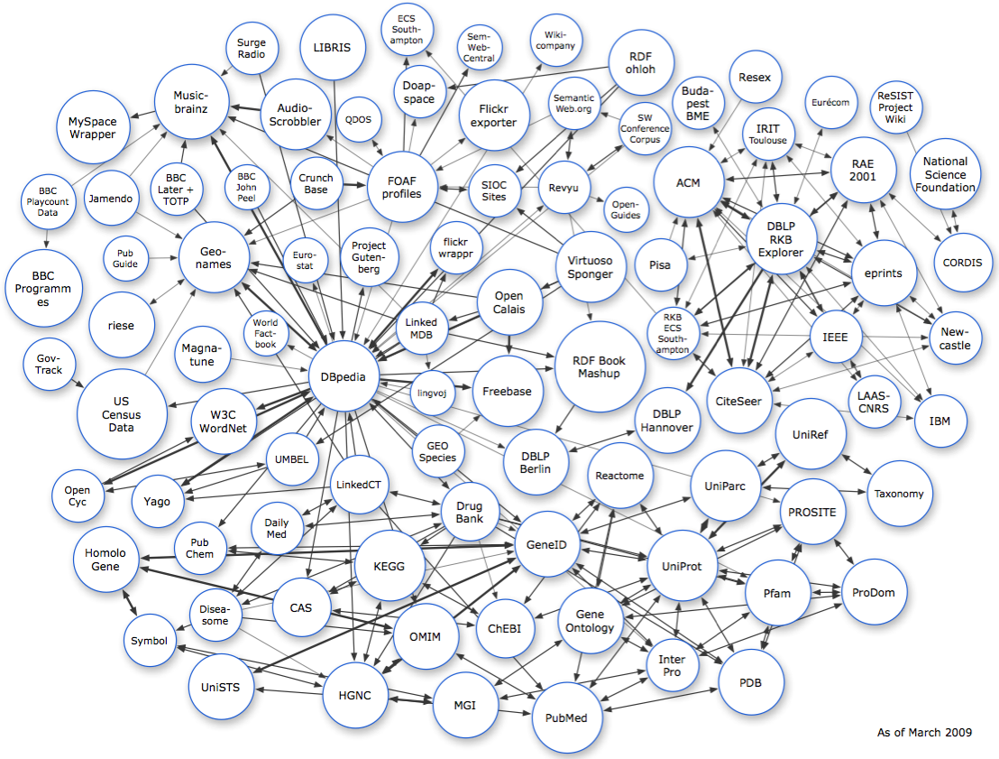 ECS
South-
ampton
Surge
Radio
LIBRIS
Sem-
Web-
Central
Wiki-
company
RDF
ohloh
Music-
brainz
Doap-
space
Resex
MySpace
Wrapper
Audio-
Scrobbler
QDOS
Flickr
exporter
Semantic
Web.org
SW
Conference
Corpus
Buda-
pest
BME
IRIT
Toulouse
Eurécom
ReSIST
Project
Wiki
BBC
Playcount
Data
Jamendo
BBC
Later +
TOTP
BBC
John
Peel
Crunch
Base
FOAF
profiles
SIOC
Sites
Revyu
Open-
Guides
ACM
RAE
2001
National
Science
Foundation
DBLP
RKB
Explorer
BBC
Programm
es
Pub
Guide
Geo-
names
Euro-
stat
Project
Guten-
berg
flickr
wrappr
Virtuoso
Sponger
Pisa
eprints
CORDIS
riese
World
Fact-
book
Linked
MDB
Open
Calais
RKB
ECS
South-
ampton
IEEE
New-
castle
Gov-
Track
Magna-
tune
DBpedia
lingvoj
Freebase
RDF Book
Mashup
CiteSeer
LAAS-
CNRS
IBM
US
Census
Data
W3C
WordNet
DBLP
Hannover
UniRef
GEO
Species
UMBEL
DBLP
Berlin
Reactome
UniParc
Taxonomy
Open
Cyc
Yago
LinkedCT
Drug
Bank
PROSITE
Daily
Med
Pub
Chem
Homolo
Gene
KEGG
GeneID
UniProt
Pfam
ProDom
Disea-
some
CAS
ChEBI
Gene
Ontology
Symbol
OMIM
Inter
Pro
PDB
UniSTS
HGNC
MGI
PubMed
As of March 2009